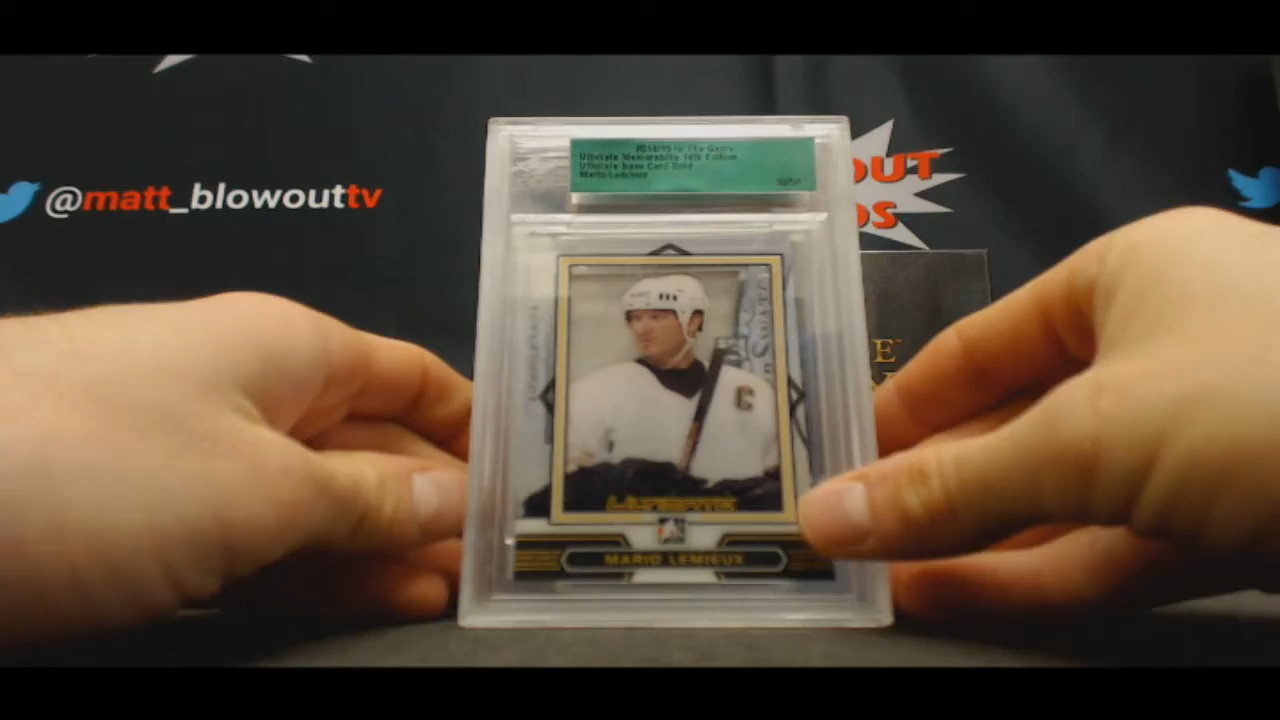 @matt_blowouttv
OUT
DS
2014/15 In The Game
Ultimate Memorabilia 14th Edition
Ultimate Base Card Gold
Mario Lemieux
C
ULTIMATE
MARIO LEMIEUX
E